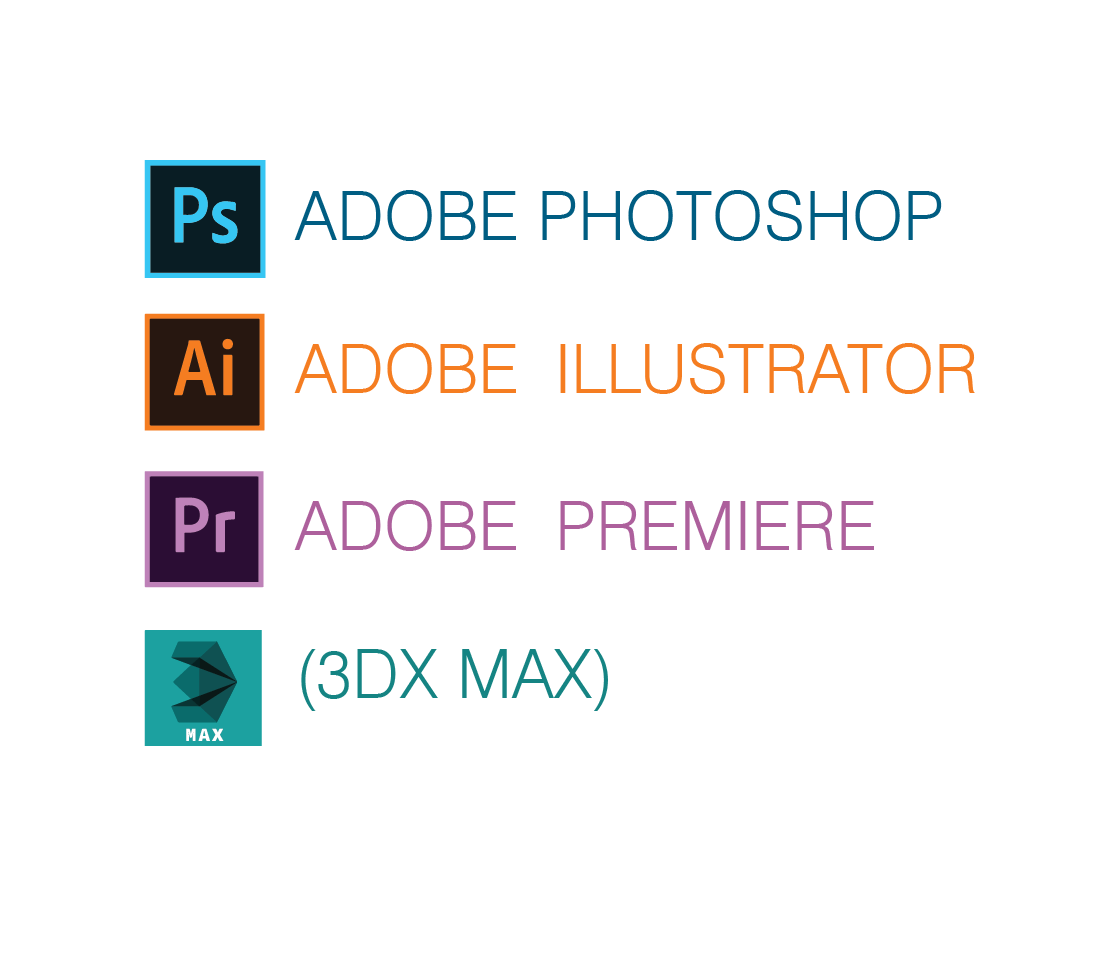 Ps ADOBE PHOTOSHOP
Ai ADOBE ILLUSTRATOR
Pr ADOBE PREMIERE
MAX (3DX MAX)